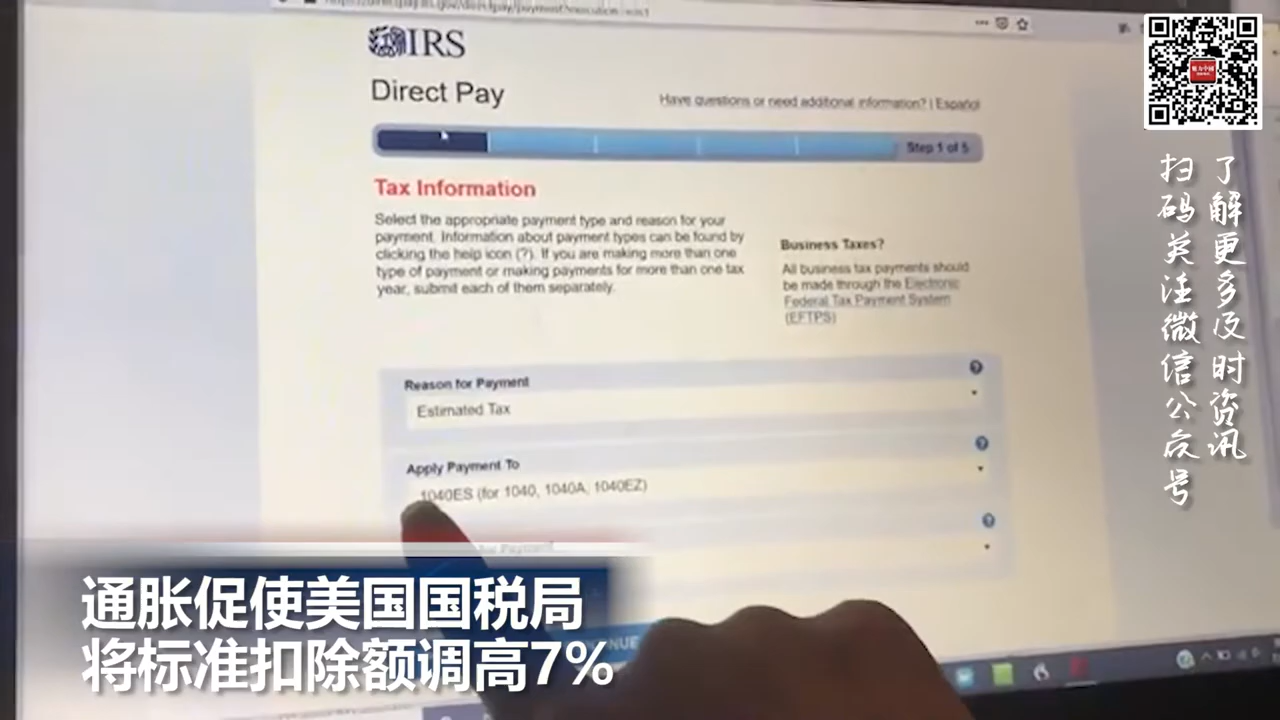 IRS
Direct Pay
Have questions or need additional information? | Español
Step 1 of 5
Tax Information
Select the appropriate payment type and reason for your
payment. Information about payment types can be found by
clicking the help icon (?). If you are making more than one
type of payment or making payments for more than one tax
year, submit each of them separately.
Business Taxes?
All business tax payments should
be made through the Electronic
Federal Tax Payment System
(EFTPS)
Reason for Payment
Estimated Tax
Apply Payment To
1040ES (for 1040, 1040A, 1040EZ)
for Payment
了解更多及时资讯
扫码关注微信公众号
通胀促使美国国税局
将标准扣除额调高7%